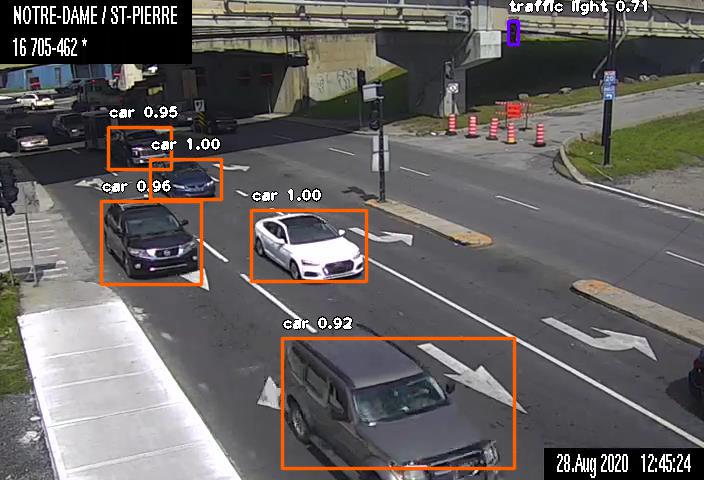 NOTRE-DAME / ST-PIERRE
16 705-462 *
traffic light 0.71
car 0.95
car 1.00
car 0.96
car 1.00
car 0.92
28.Aug 2020 12:45:24